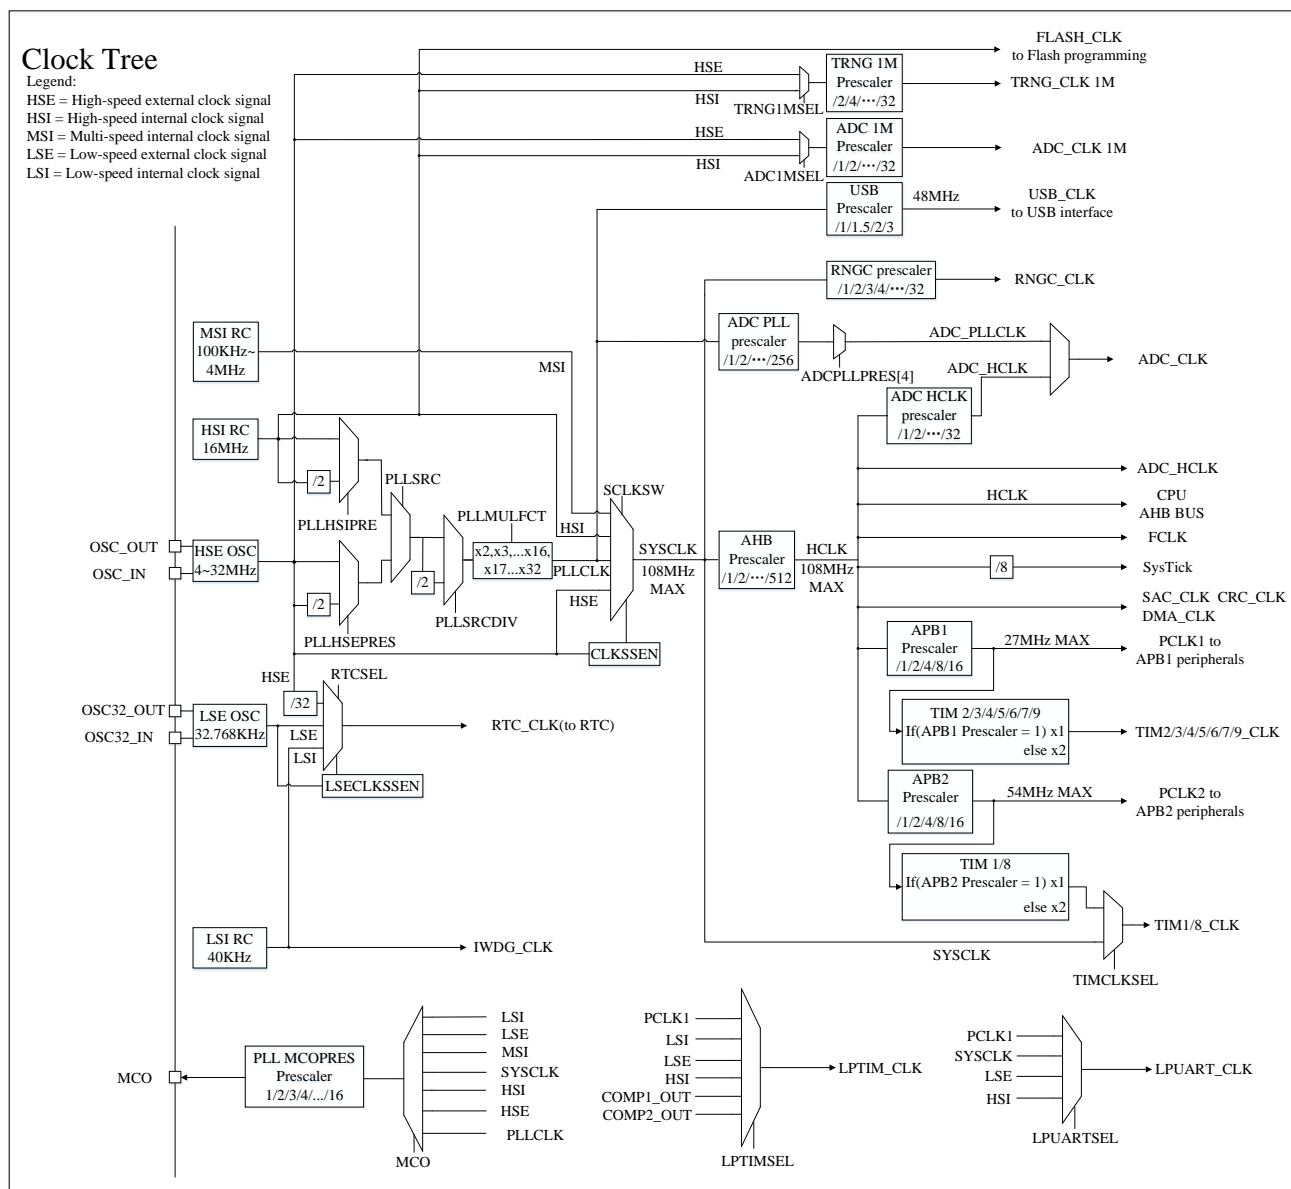 Clock Tree
Legend:
HSE = High-speed external clock signal
HSI = High-speed internal clock signal
MSI = Multi-speed internal clock signal
LSE = Low-speed external clock signal
LSI = Low-speed internal clock signal
FLASH_CLK
to Flash programming
HSE
HSI
TRNG1MSEL
TRNG 1M
Prescaler
/2/4/···/32
TRNG_CLK 1M
HSE
HSI
ADC1MSEL
ADC 1M
Prescaler
/1/2/···/32
ADC_CLK 1M
USB
Prescaler
/1/1.5/2/3
48MHz
USB_CLK
to USB interface
RNGC prescaler
/1/2/3/4/···/32
RNGC_CLK
MSI RC
100KHz~
4MHz
MSI
ADC PLL
prescaler
/1/2/···/256
ADCPLLPRES[4]
ADC_PLLCLK
ADC_HCLK
ADC_CLK
ADC HCLK
prescaler
/1/2/···/32
HSI RC
16MHz
/2
PLLHSIPRE
PLLSRC
PLLMULFCT
SCLKSW
HSI
ADC_HCLK
HCLK
CPU
AHB BUS
FCLK
OSC_OUT
OSC_IN
HSE OSC
4~32MHz
/2
PLLHSEPRES
/2
PLLSRCDIV
x2,x3,...x16,
x17...x32
PLLCLK
HSE
SYSCLK
108MHz
MAX
AHB
Prescaler
/1/2/···/512
HCLK
108MHz
MAX
/8
SysTick
SAC_CLK CRC_CLK
DMA_CLK
CLKSSEN
APB1
Prescaler
/1/2/4/8/16
27MHz MAX
PCLK1 to
APB1 peripherals
HSE
/32
RTCSEL
OSC32_OUT
OSC32_IN
LSE OSC
32.768KHz
LSE
LSI
RTC_CLK(to RTC)
LSECLKSSEN
TIM 2/3/4/5/6/7/9
If(APB1 Prescaler = 1) x1
else x2
TIM2/3/4/5/6/7/9_CLK
APB2
Prescaler
/1/2/4/8/16
54MHz MAX
PCLK2 to
APB2 peripherals
TIM 1/8
If(APB2 Prescaler = 1) x1
else x2
TIM1/8_CLK
SYSCLK
TIMCLKSEL
LSI RC
40KHz
IWDG_CLK
MCO
PLL MCOPRES
Prescaler
1/2/3/4/.../16
LSI
LSE
MSI
SYSCLK
HSI
HSE
PLLCLK
MCO
PCLK1
LSI
LSE
HSI
COMP1_OUT
COMP2_OUT
LPTIM_CLK
LPTIMSEL
PCLK1
SYSCLK
LSE
HSI
LPUART_CLK
LPUARTSEL